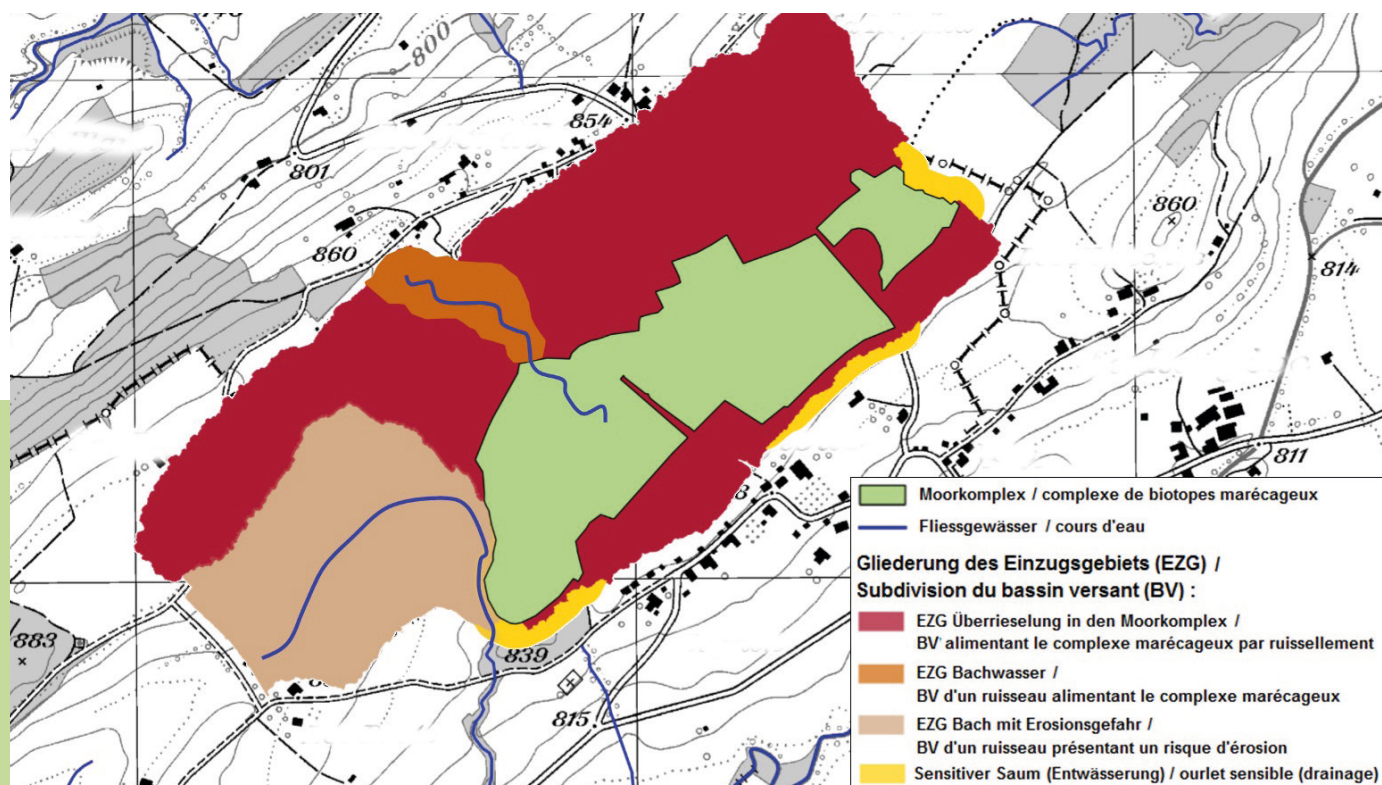 800
854
801
860
860
814
811
883
839
815
Moorkomplex / complexe de biotopes marécageux
Fliessgewässer / cours d'eau
Gliederung des Einzugsgebiets (EZG) /
Subdivision du bassin versant (BV) :
EZG Überrieselung in den Moorkomplex /
BV alimentant le complexe marécageux par ruissellement
EZG Bachwasser /
BV d'un ruisseau alimentant le complexe marécageux
EZG Bach mit Erosionsgefahr /
BV d'un ruisseau présentant un risque d'érosion
Sensitiver Saum (Entwässerung) / ourlet sensible (drainage)